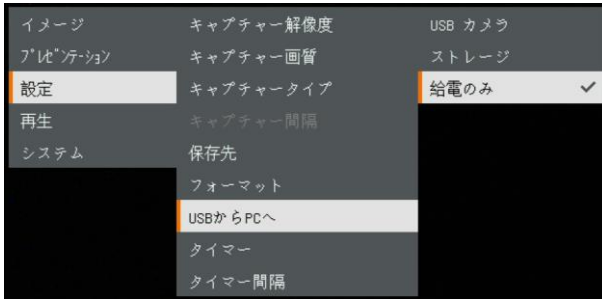 イメージ
プレゼンテーション
設定
再生
システム
キャプチャー解像度
キャプチャー画質
キャプチャータイプ
キャプチャー間隔
保存先
フォーマット
USBからPCへ
タイマー
タイマー間隔
USB カメラ
ストレージ
给電のみ